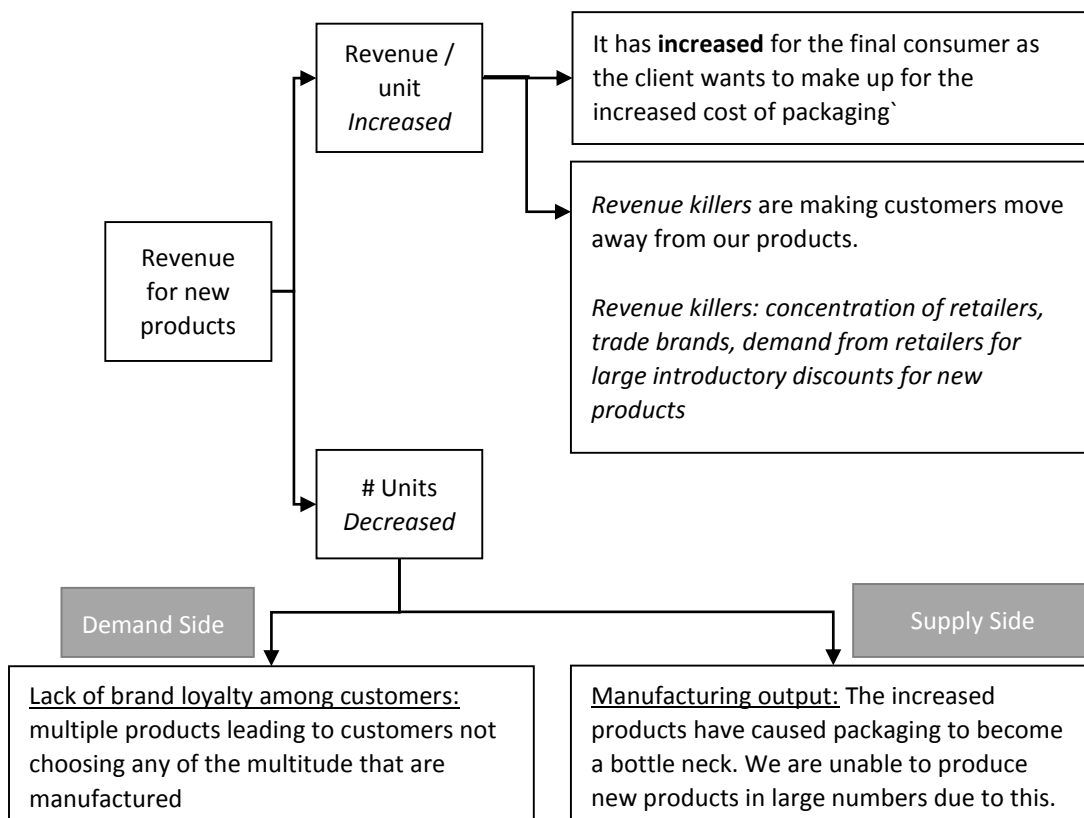 Revenue /
unit
Increased
It has increased for the final consumer as
the client wants to make up for the
increased cost of packaging`
Revenue killers are making customers move
away from our products.
Revenue killers: concentration of retailers,
trade brands, demand from retailers for
large introductory discounts for new
products
Revenue
for new
products
# Units
Decreased
Demand Side
Supply Side
Lack of brand loyalty among customers:
multiple products leading to customers not
choosing any of the multitude that are
manufactured
Manufacturing output: The increased
products have caused packaging to become
a bottle neck. We are unable to produce
new products in large numbers due to this.